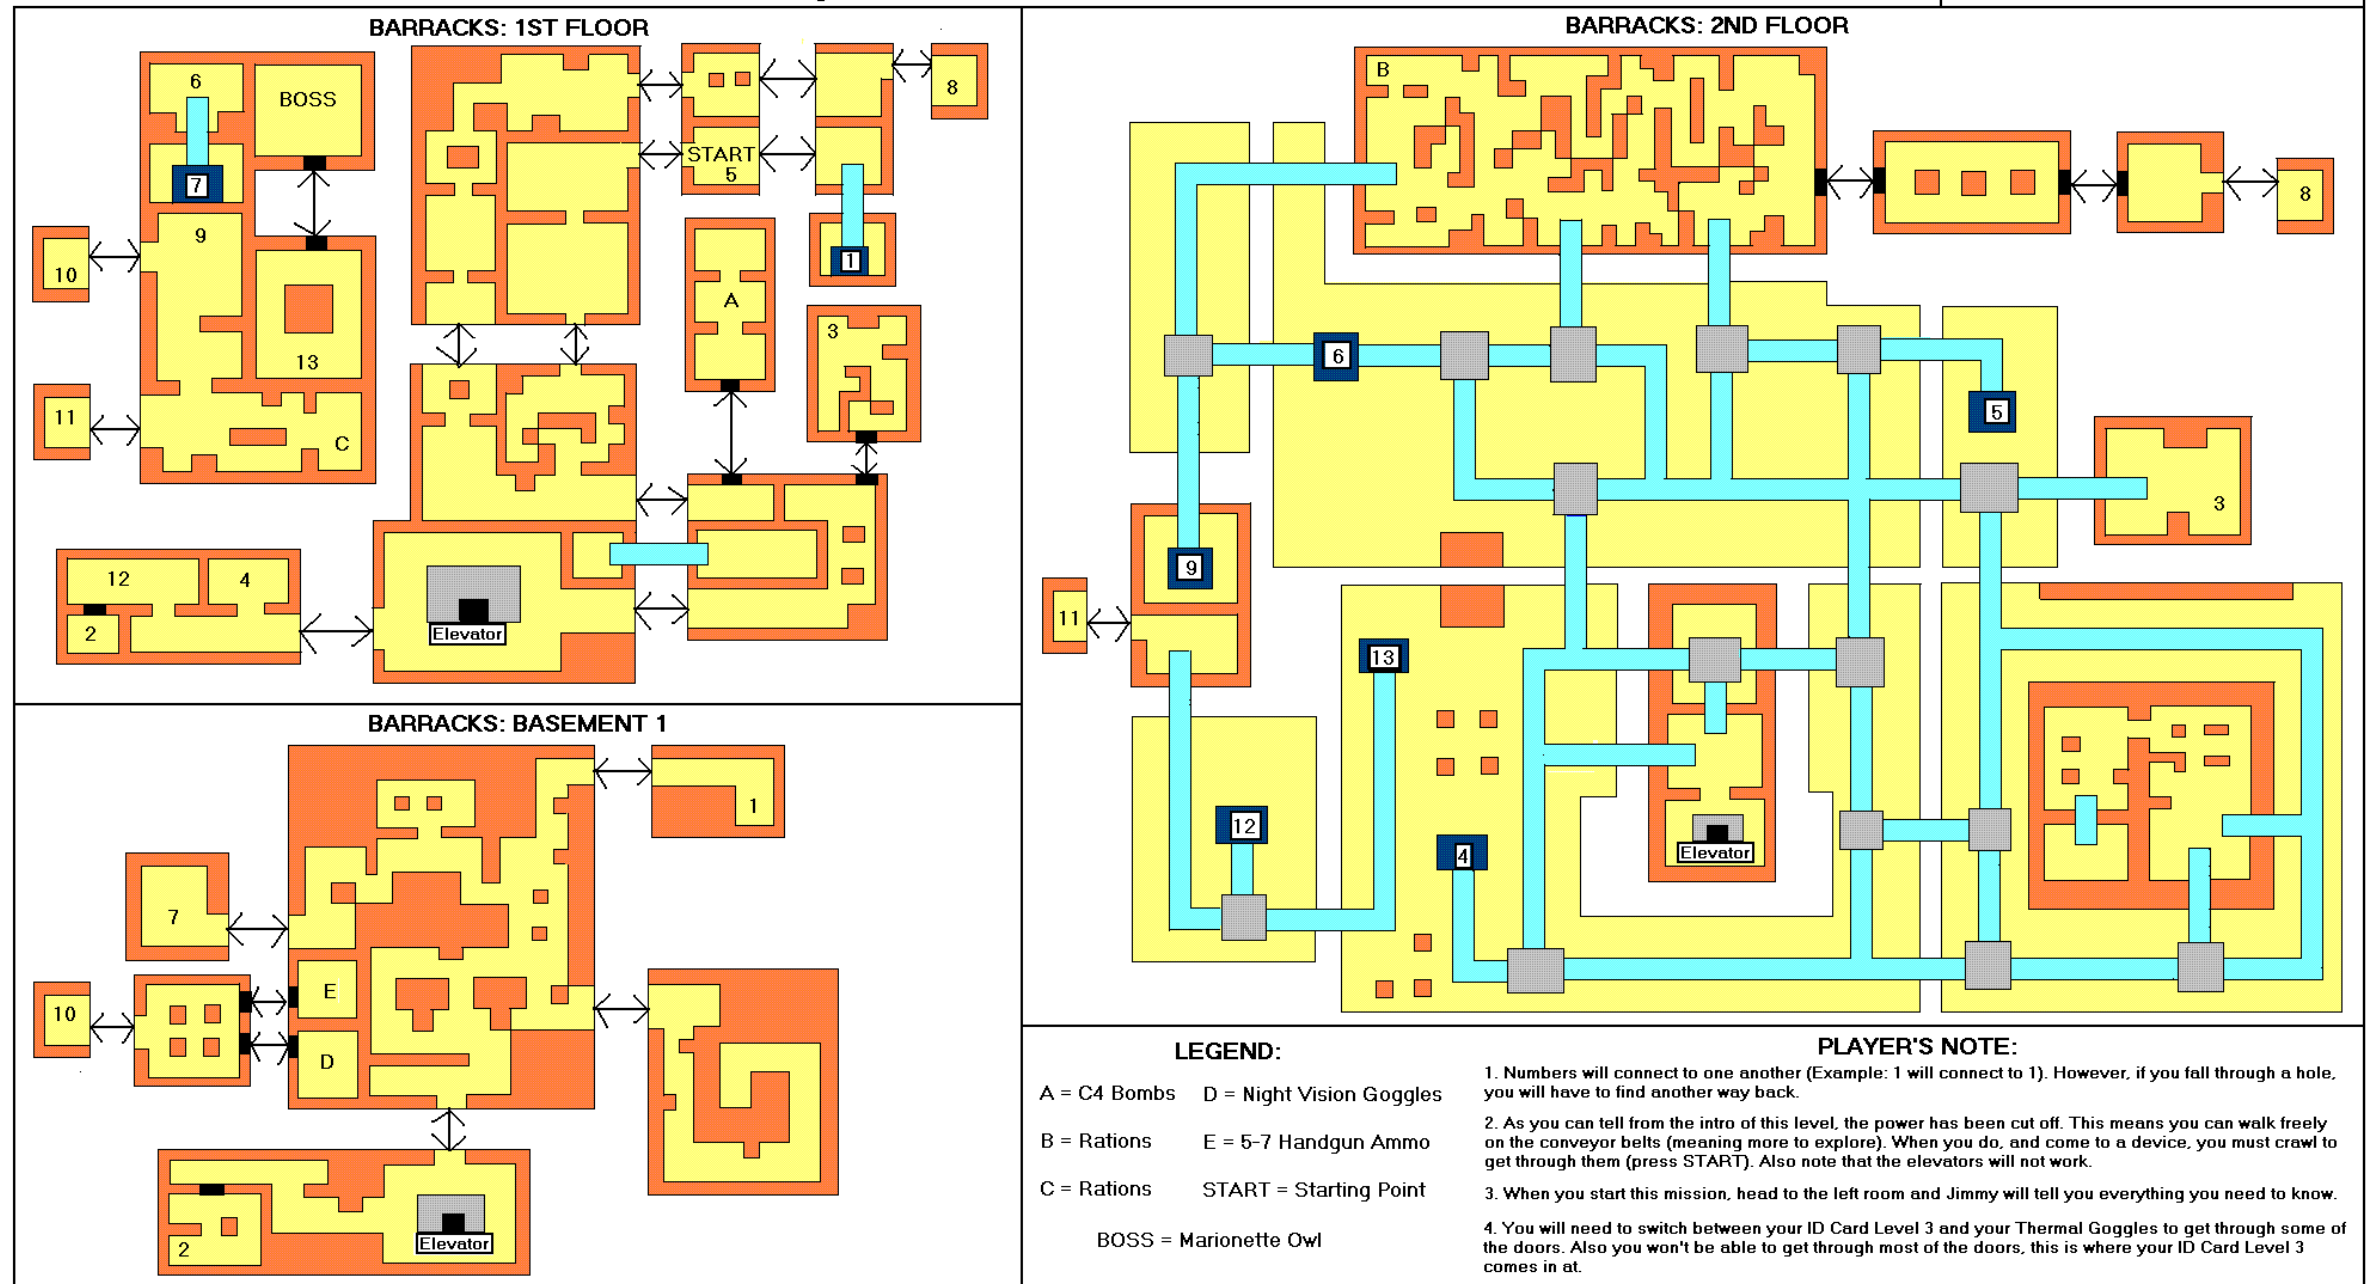 BARRACKS: 1ST FLOOR
6
BOSS
7
9
10
13
11
C
START
5
8
1
A
3
12
4
2
Elevator
BARRACKS: BASEMENT 1
1
7
E
10
D
2
Elevator
BARRACKS: 2ND FLOOR
B
8
6
5
3
9
11
13
12
4
Elevator
LEGEND:
A = C4 Bombs
D = Night Vision Goggles
B = Rations
E = 5-7 Handgun Ammo
C = Rations
START = Starting Point
BOSS = Marionette Owl
PLAYER'S NOTE:
1. Numbers will connect to one another (Example: 1 will connect to 1). However, if you fall through a hole,
you will have to find another way back.
2. As you can tell from the intro of this level, the power has been cut off. This means you can walk freely
on the conveyor belts (meaning more to explore). When you do, and come to a device, you must crawl to
get through them (press START). Also note that the elevators will not work.
3. When you start this mission, head to the left room and Jimmy will tell you everything you need to know.
4. You will need to switch between your ID Card Level 3 and your Thermal Goggles to get through some of
the doors. Also you won't be able to get through most of the doors, this is where your ID Card Level 3
comes in at.